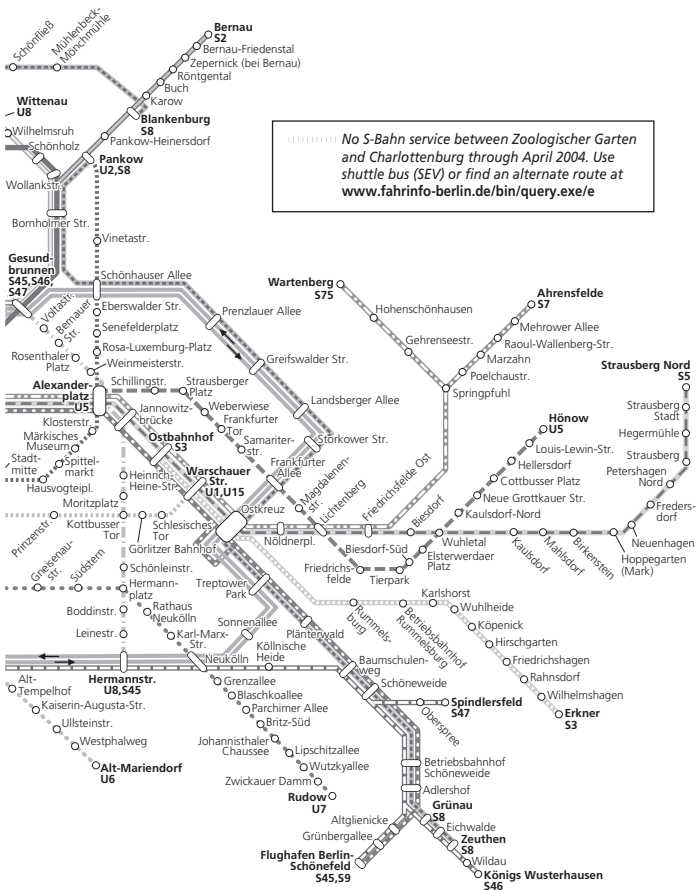 Schönfließ
Mühlenbeck-
Mönchmühle
Bernau
S2
Bernau-Friedenstal
Zepernick (bei Bernau)
Röntgental
Buch
Karow
Blankenburg
S8
Pankow-Heinersdorf
Wittenau
U8
Wilhelmsruh
Schönholz
Pankow
U2,S8
Wollankstr.
Bornholmer Str.
Vinetastr.
No S-Bahn service between Zoologischer Garten
and Charlottenburg through April 2004. Use
shuttle bus (SEV) or find an alternate route at
www.fahrinfo-berlin.de/bin/query.exe/e
Gesund-
brunnen
S45,S46,
S47
Schönhauser Allee
Voltastr.
Bernauer
Str.
Eberswalder Str.
Senefelderplatz
Rosenthaler
Platz
Rosa-Luxemburg-Platz
Weinmeisterstr.
Prenzlauer Allee
Greifswalder Str.
Landsberger Allee
Storkower Str.
Wartenberg
S75
Hohenschönhausen
Gehrenseestr.
Ahrensfelde
S7
Mehrower Allee
Raoul-Wallenberg-Str.
Marzahn
Poelchaustr.
Springpfuhl
Strausberg Nord
S5
Strausberg
Stadt
Hegermühle
Strausberg
Petershagen
Nord
Freders-
dorf
Neuenhagen
Hoppegarten
(Mark)
Birkenstein
Mahlsdorf
Kaulsdorf
Alexander-
platz
U5
Schillingstr.
Strausberger
Platz
Weberwiese
Frankfurter
Tor
Samariter-
str.
Frankfurter
Allee
Magdalenen-
str.
Lichtenberg
Friedrichsfelde Ost
Biesdorf
Hönow
U5
Louis-Lewin-Str.
Hellersdorf
Cottbusser Platz
Neue Grottkauer Str.
Kaulsdorf-Nord
Wuhletal
Elsterwerdaer
Platz
Biesdorf-Süd
Tierpark
Friedrichs-
felde
Nöldnerpl.
Klosterstr.
Märkisches
Museum
Jannowitz-
brücke
Ostbahnhof
S3
Warschauer
Str.
U1,U15
Ostkreuz
Stadt-
mitte
Spittel-
markt
Hausvogteipl.
Heinrich-
Heine-Str.
Moritzplatz
Prinzenstr.
Kottbusser
Tor
Schlesisches
Tor
Görlitzer Bahnhof
Gneisenau-
str.
Südstern
Schönleinstr.
Hermann-
platz
Boddinstr.
Leinestr.
Hermannstr.
U8,S45
Rathaus
Neukölln
Karl-Marx-
Str.
Neukölln
Treptower
Park
Sonnenallee
Köllnische
Heide
Plänterwald
Baumschulen-
weg
Schöneweide
Rummels-
burg
Betriebsbahnhof
Rummelsburg
Karlshorst
Wuhlheide
Köpenick
Hirschgarten
Friedrichshagen
Rahnsdorf
Wilhelmshagen
Erkner
S3
Spindlersfeld
S47
Oberspree
Alt-
Tempelhof
Kaiserin-Augusta-Str.
Ullsteinstr.
Westphalweg
Alt-Mariendorf
U6
Grenzallee
Blaschkoallee
Parchimer Allee
Britz-Süd
Johannisthaler
Chaussee
Lipschitzallee
Wutzkyallee
Zwickauer Damm
Rudow
U7
Betriebsbahnhof
Schöneweide
Adlershof
Grünau
S8
Altglienicke
Grünbergallee
Flughafen Berlin-
Schönefeld
S45,S9
Eichwalde
Zeuthen
S8
Wildau
Königs Wusterhausen
S46